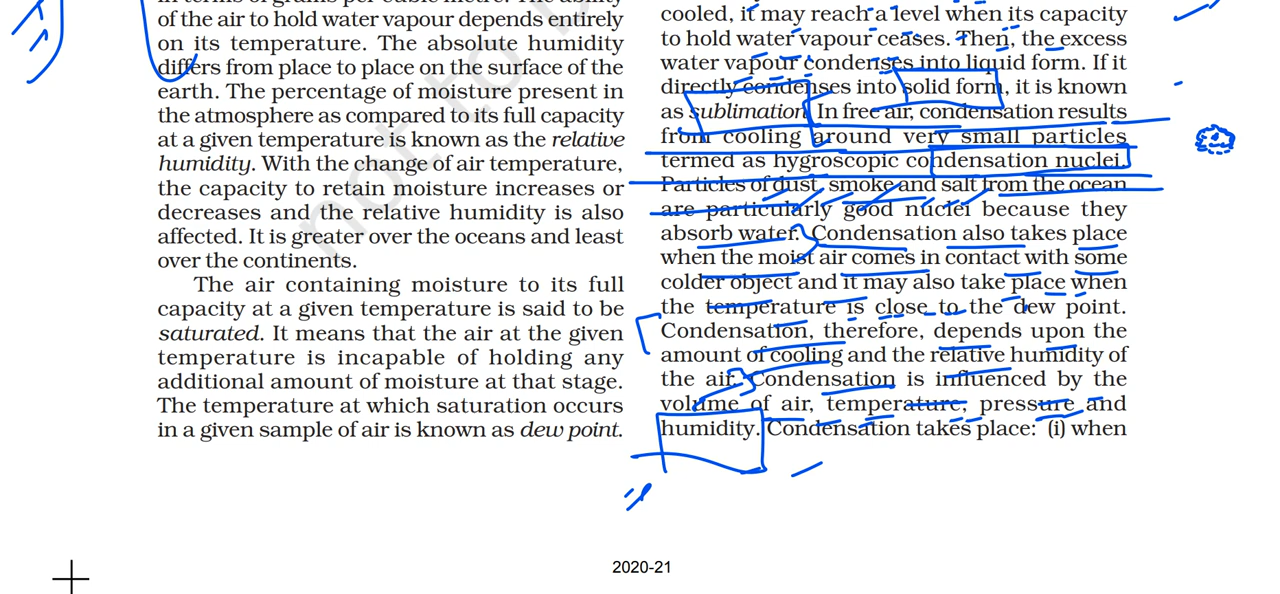 in terms of grams per cubic metre. The ability
of the air to hold water vapour depends entirely
on its temperature. The absolute humidity
differs from place to place on the surface of the
earth. The percentage of moisture present in
the atmosphere as compared to its full capacity
at a given temperature is known as the relative
humidity. With the change of air temperature,
the capacity to retain moisture increases or
decreases and the relative humidity is also
affected. It is greater over the oceans and least
over the continents.
The air containing moisture to its full
capacity at a given temperature is said to be
saturated. It means that the air at the given
temperature is incapable of holding any
additional amount of moisture at that stage.
The temperature at which saturation occurs
in a given sample of air is known as dew point.
cooled, it may reach a level when its capacity
to hold water vapour ceases. Then, the excess
water vapour condenses into liquid form. If it
directly condenses into solid form, it is known
as sublimation. In free air, condensation results
from cooling around very small particles
termed as hygroscopic condensation nuclei.
Particles of dust, smoke and salt from the ocean
are particularly good nuclei because they
absorb water. Condensation also takes place
when the moist air comes in contact with some
colder object and it may also take place when
the temperature is close to the dew point.
Condensation, therefore, depends upon the
amount of cooling and the relative humidity of
the air. Condensation is influenced by the
volume of air, temperature, pressure and
humidity. Condensation takes place: (i) when
not to
2020-21